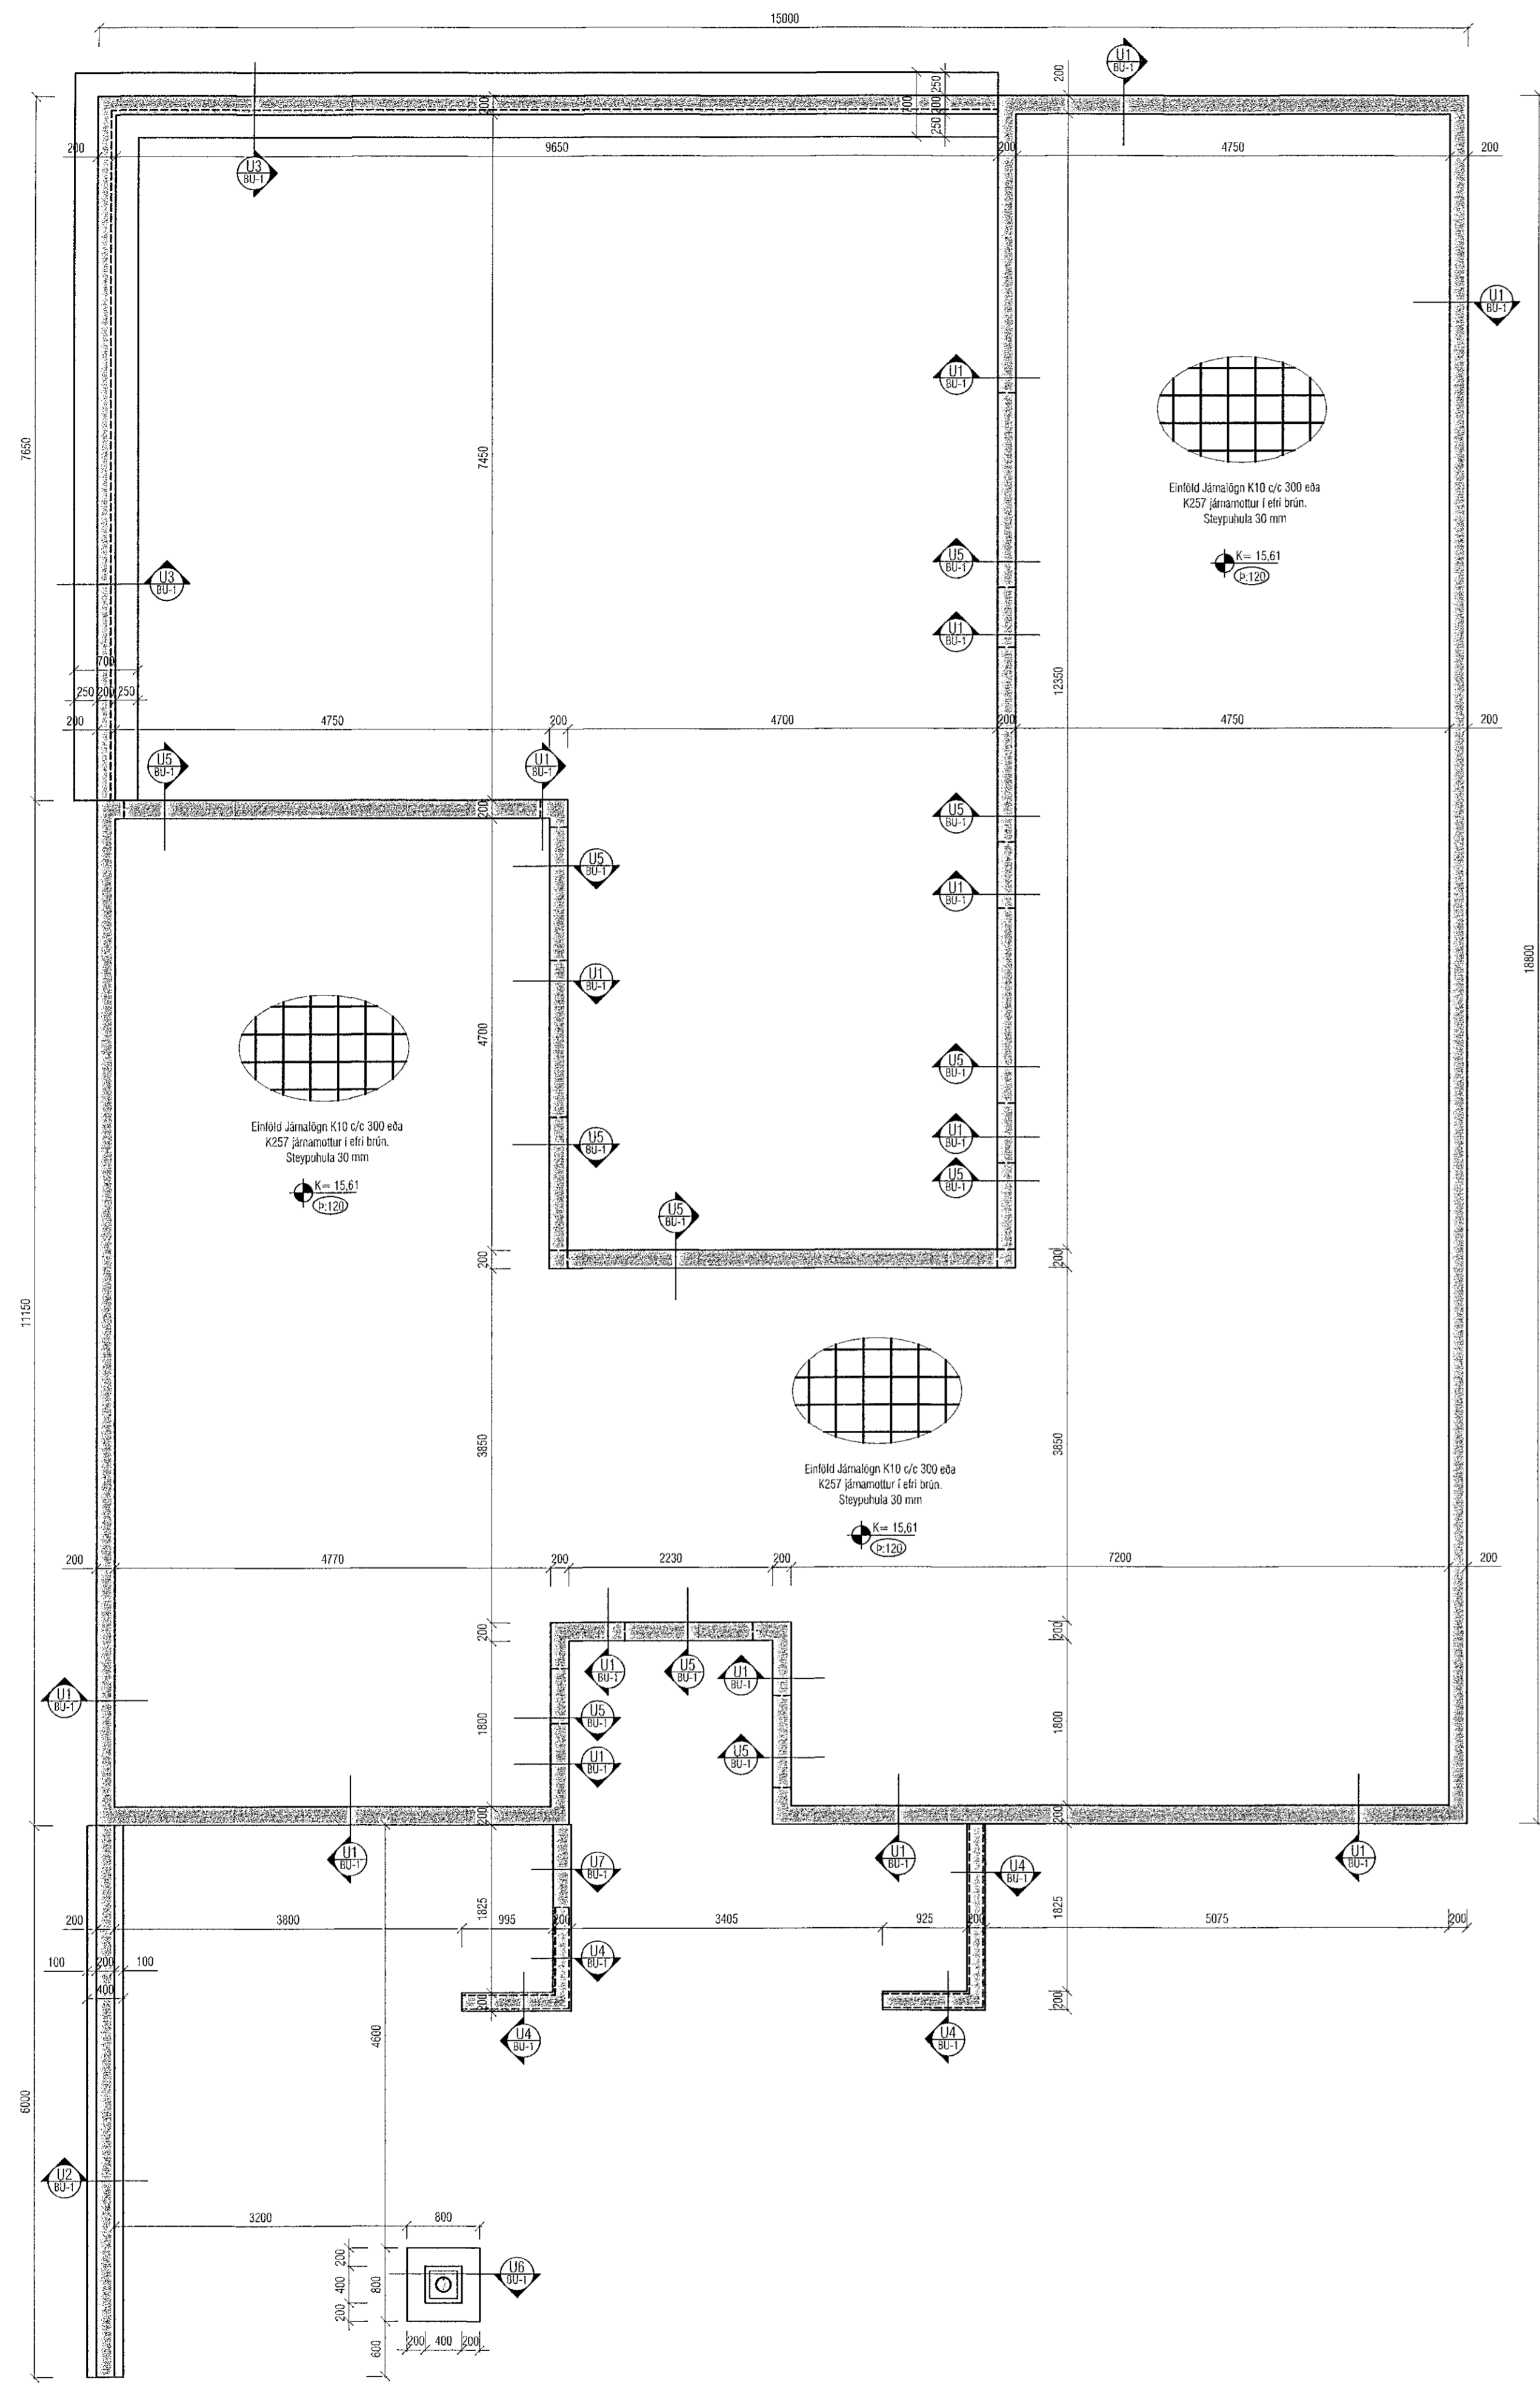 15000
U1
BU-1
200
250
200
250
700
200
200
9650
200
4750
200
U3
BU-1
U1
BU-1
7650
7450
U1
BU-1
Einföld Járnalögn K10 c/c 300 eða
K257 járnamottur í efri brún.
Steypuhula 30 mm
K= 15,61
Þ:120
U5
BU-1
U3
BU-1
U1
BU-1
12350
700
250 200 250
200
4750
200
4700
200
4750
200
U5
BU-1
U1
BU-1
200
U5
BU-1
U5
BU-1
U1
BU-1
18800
U1
BU-1
4700
U5
BU-1
Einföld Járnalögn K10 c/c 300 eða
K257 járnamottur í efri brún.
Steypuhula 30 mm
K= 15,61
Þ:120
U5
BU-1
U1
BU-1
U5
BU-1
U5
BU-1
200
200
11150
3850
3850
Einföld Járnalögn K10 c/c 300 eða
K257 járnamottur í efri brún.
Steypuhula 30 mm
K= 15,61
Þ:120
200
4770
200
2230
200
7200
200
200
200
U1
BU-1
U5
BU-1
U1
BU-1
U1
BU-1
U5
BU-1
1800
1800
U1
BU-1
U5
BU-1
200
200
U1
BU-1
U7
BU-1
U1
BU-1
U4
BU-1
U1
BU-1
1825
1825
200
3800
995
200
3405
925
200
5075
200
100
200
100
400
U4
BU-1
200
200
U4
BU-1
U4
BU-1
4600
6000
U2
BU-1
3200
800
200
400
200
800
U6
BU-1
600
200 400 200